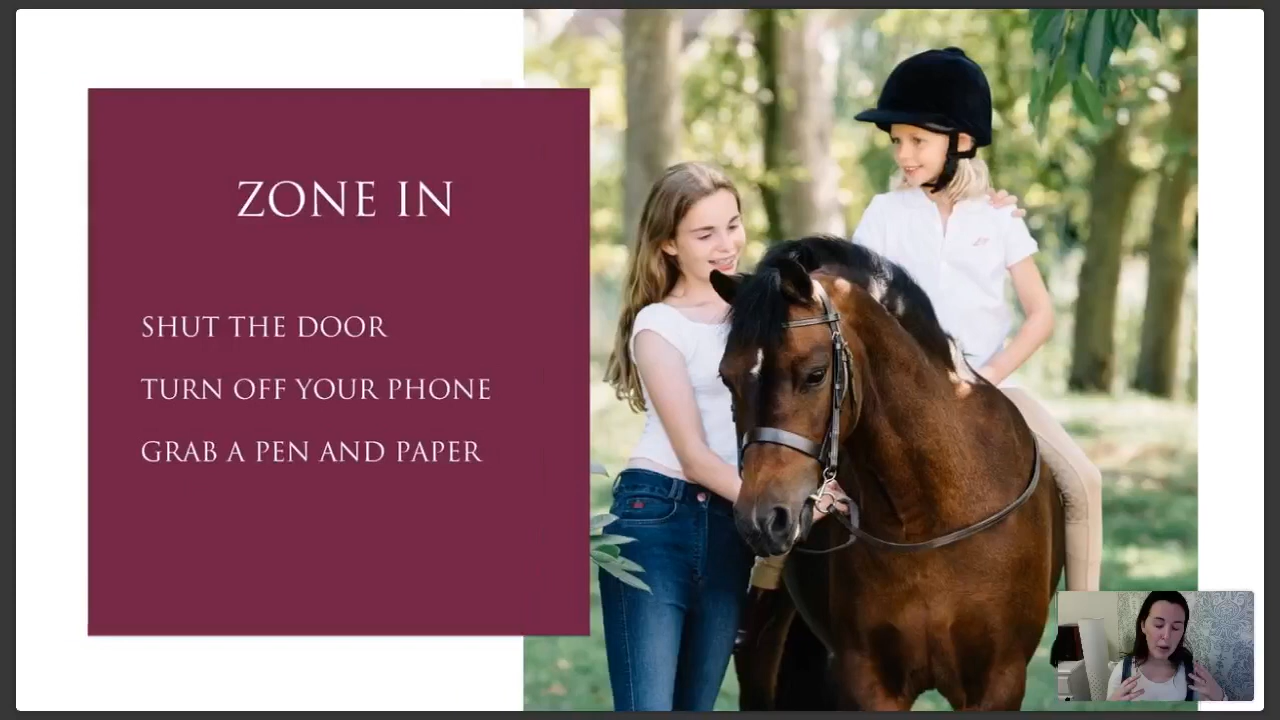 ZONE IN
SHUT THE DOOR
TURN OFF YOUR PHONE
GRAB A PEN AND PAPER